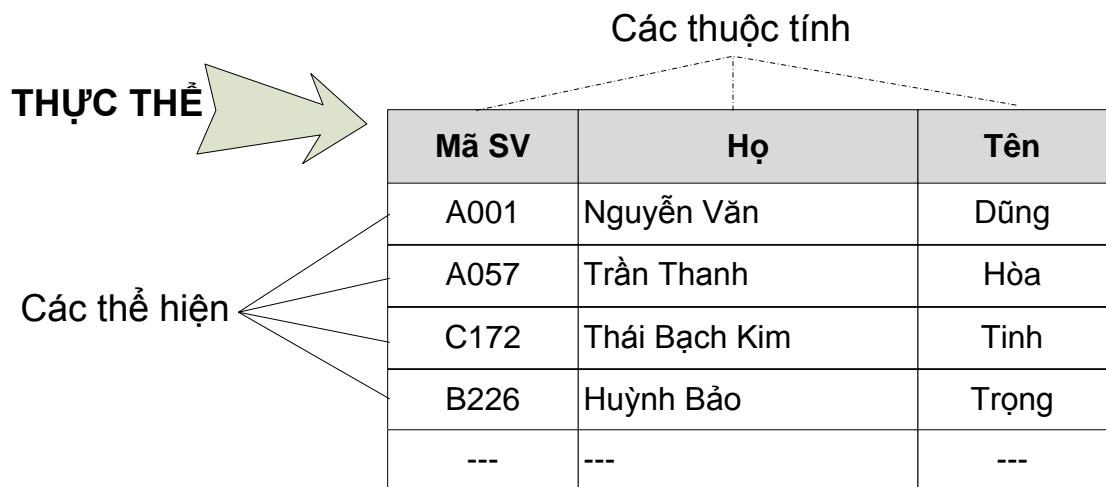 Các thuộc tính
THỰC THỂ
Mã SV Họ Tên
A001 Nguyễn Văn Dũng
A057 Trần Thanh Hòa
Các thể hiện
C172 Thái Bạch Kim Tinh
B226 Huỳnh Bảo Trọng
--- --- ---